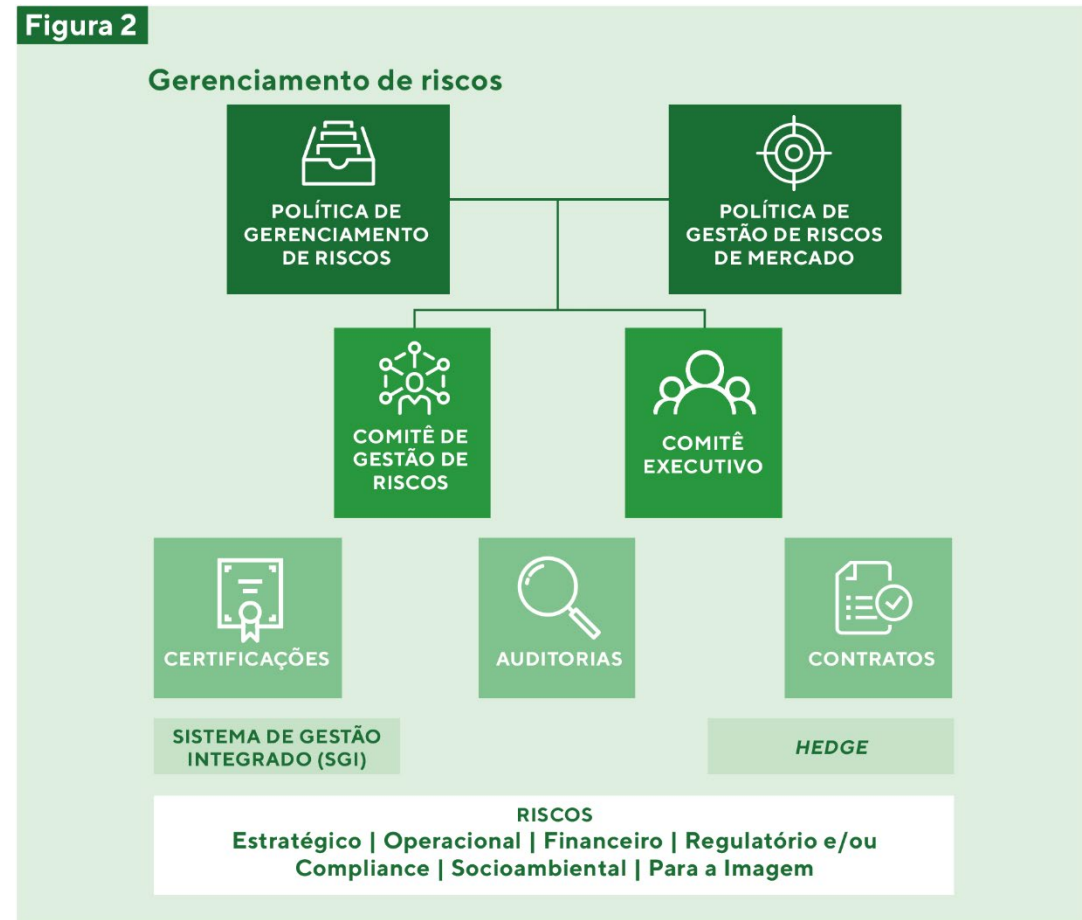 Figura 2
Gerenciamento de riscos
POLÍTICA DE
GERENCIAMENTO
DE RISCOS
POLÍTICA DE
GESTÃO DE RISCOS
DE MERCADO
COMITÊ DE
GESTÃO DE
RISCOS
COMITÊ
EXECUTIVO
CERTIFICAÇÕES
AUDITORIAS
CONTRATOS
SISTEMA DE GESTÃO
INTEGRADO (SGI)
HEDGE
RISCOS
Estratégico | Operacional | Financeiro | Regulatório e/ou
Compliance | Socioambiental | Para a Imagem